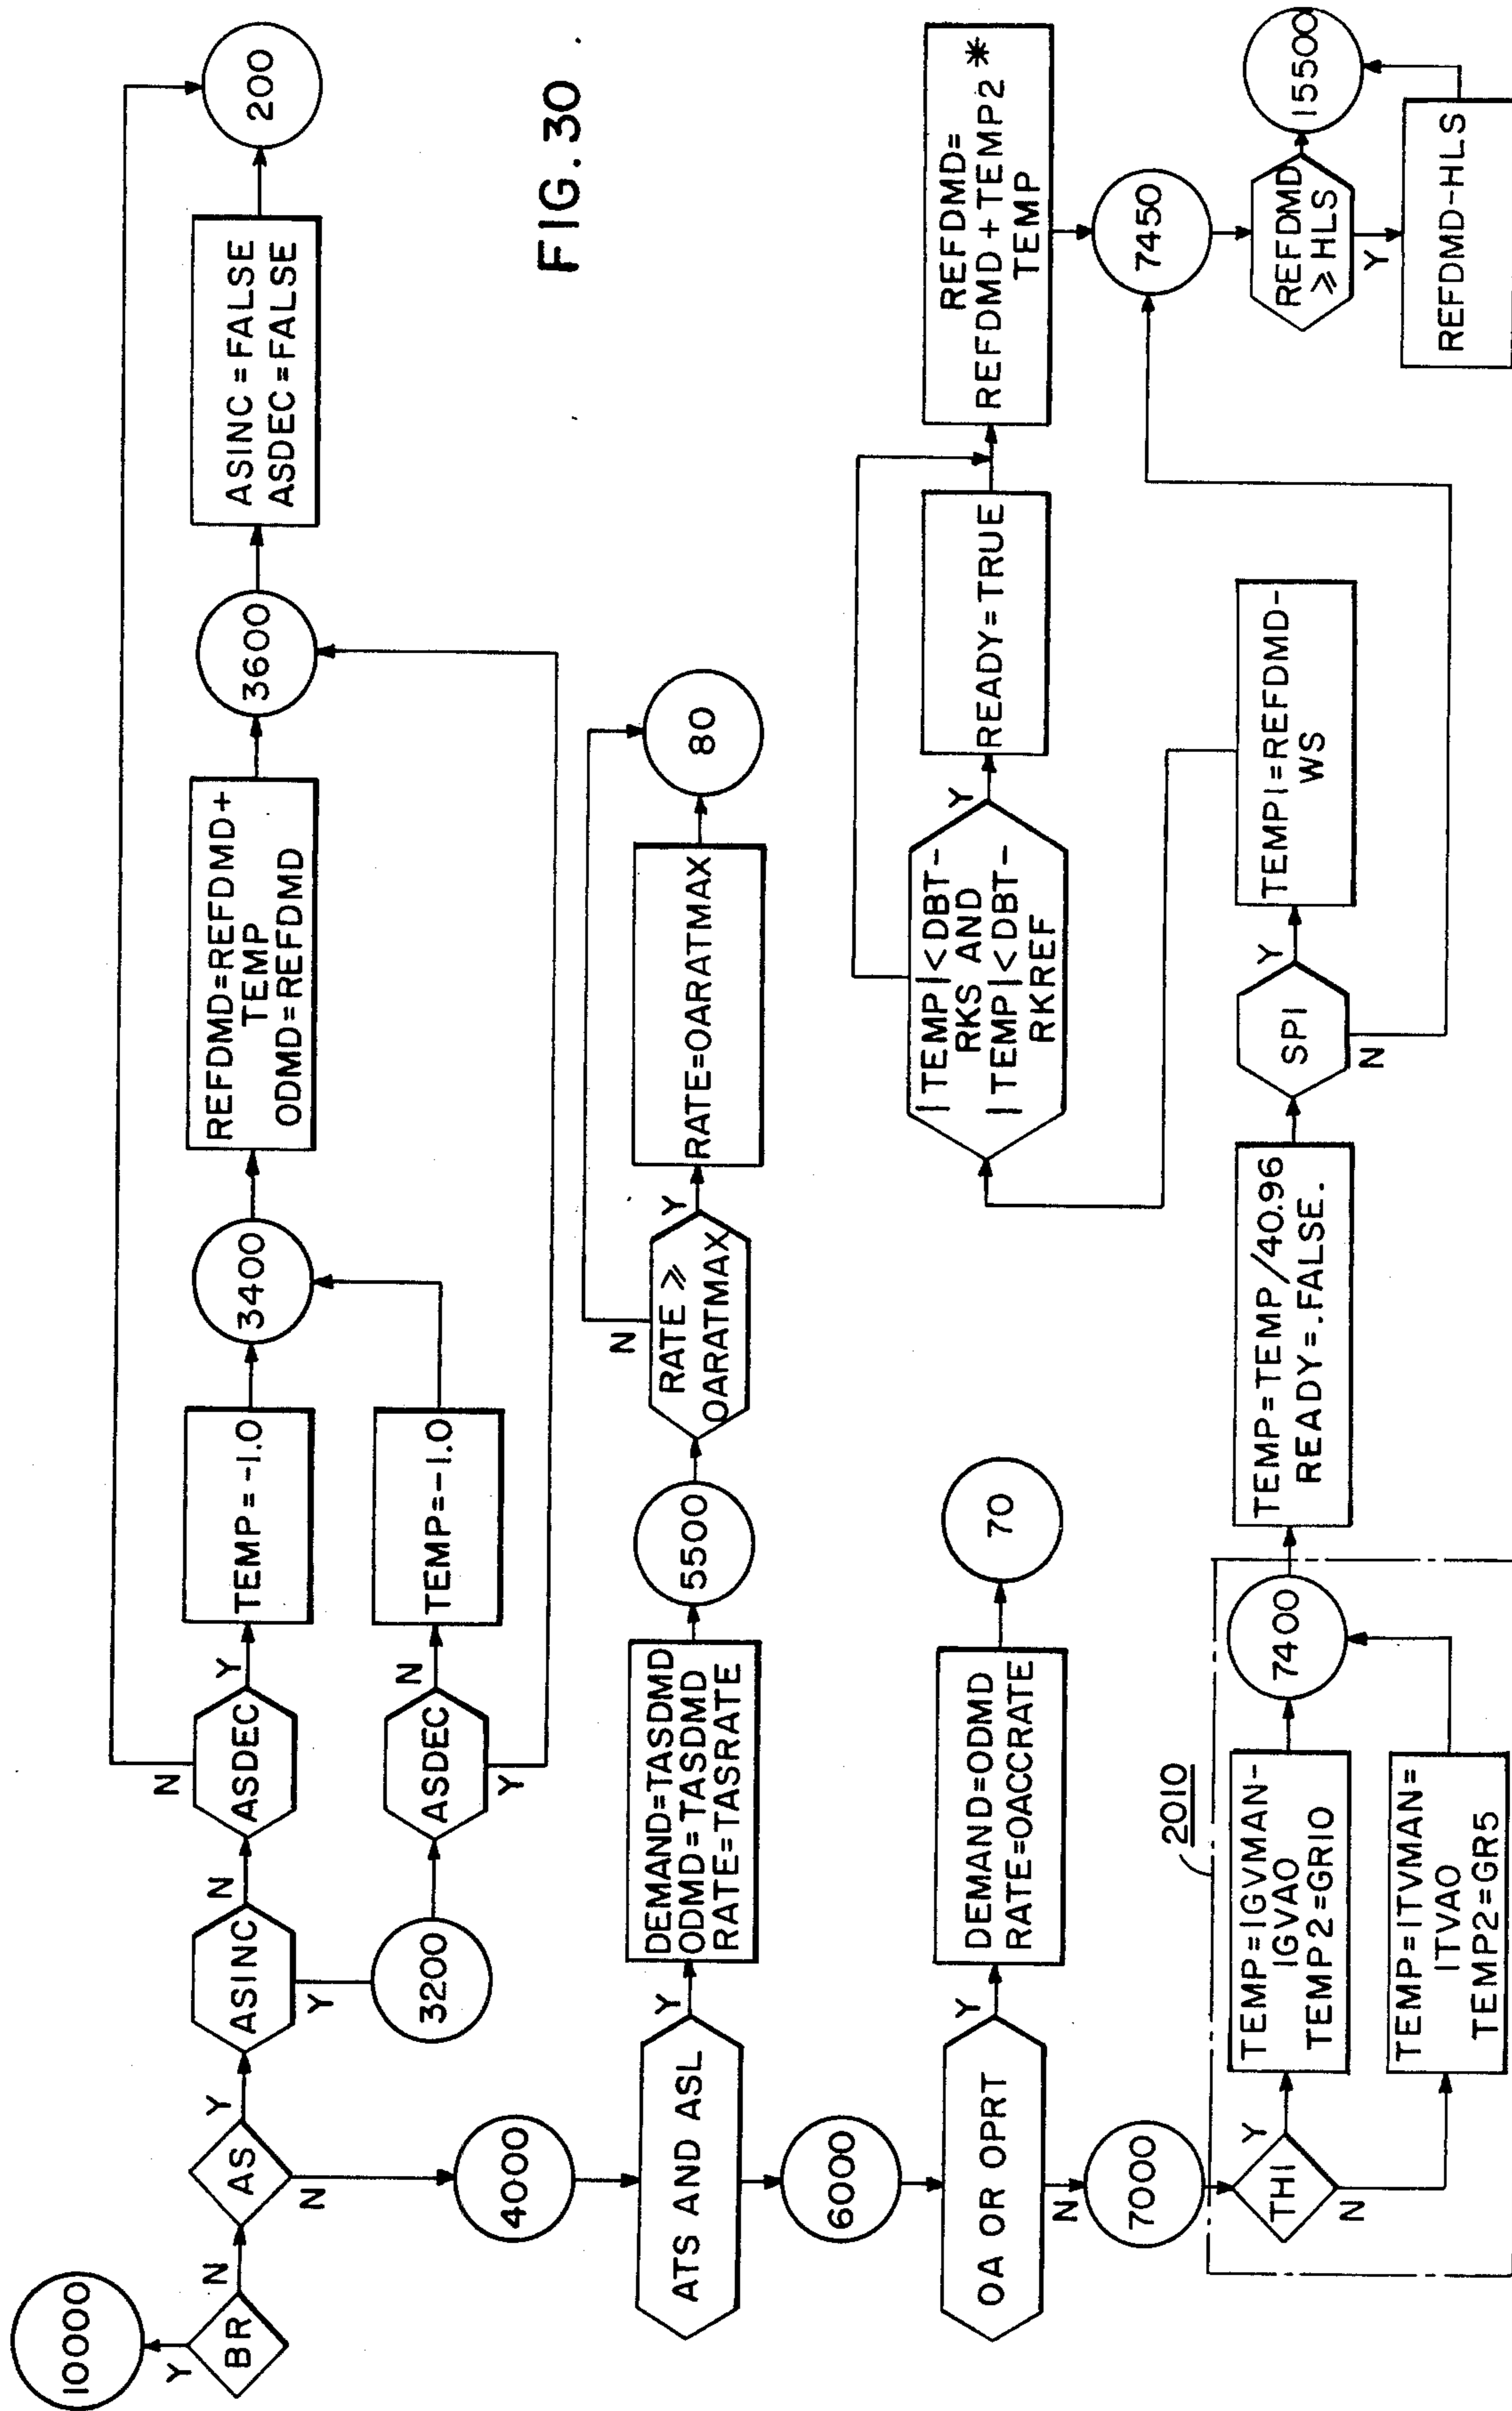 FIG. 30
10000
Y
BR
N
AS
Y
N
ASINC
N
Y
3200
ASDEC
N
Y
TEMP=-1.0
ASDEC
N
Y
TEMP=-1.0
3400
REFDMD=REFDMD+
TEMP
ODMD=REFDMD
3600
ASINC=FALSE
ASDEC=FALSE
200
4000
ATS AND ASL
Y
DEMAND=TASDMD
ODMD=TASDMD
RATE=TASRATE
5500
RATE ≥
OARATMAX
N
Y
RATE=OARATMAX
80
6000
OA OR OPRT
Y
N
DEMAND=ODMD
RATE=OACCRATE
70
7000
2010
THI
Y
N
TEMP=IGVMAN-
IGVAO
TEMP2=GR10
TEMP=ITVMAN=
ITVAO
TEMP2=GR5
7400
TEMP=TEMP/40.96
READY=.FALSE.
SPI
Y
N
TEMPI=REFDMD-
WS
|TEMP|<DBT-
RKS AND
|TEMP|<DBT-
RKREF
Y
READY=TRUE
REFDMD=
REFDMD+TEMP2*
TEMP
7450
REFDMD
≥HLS
Y
REFDMD-HLS
15500